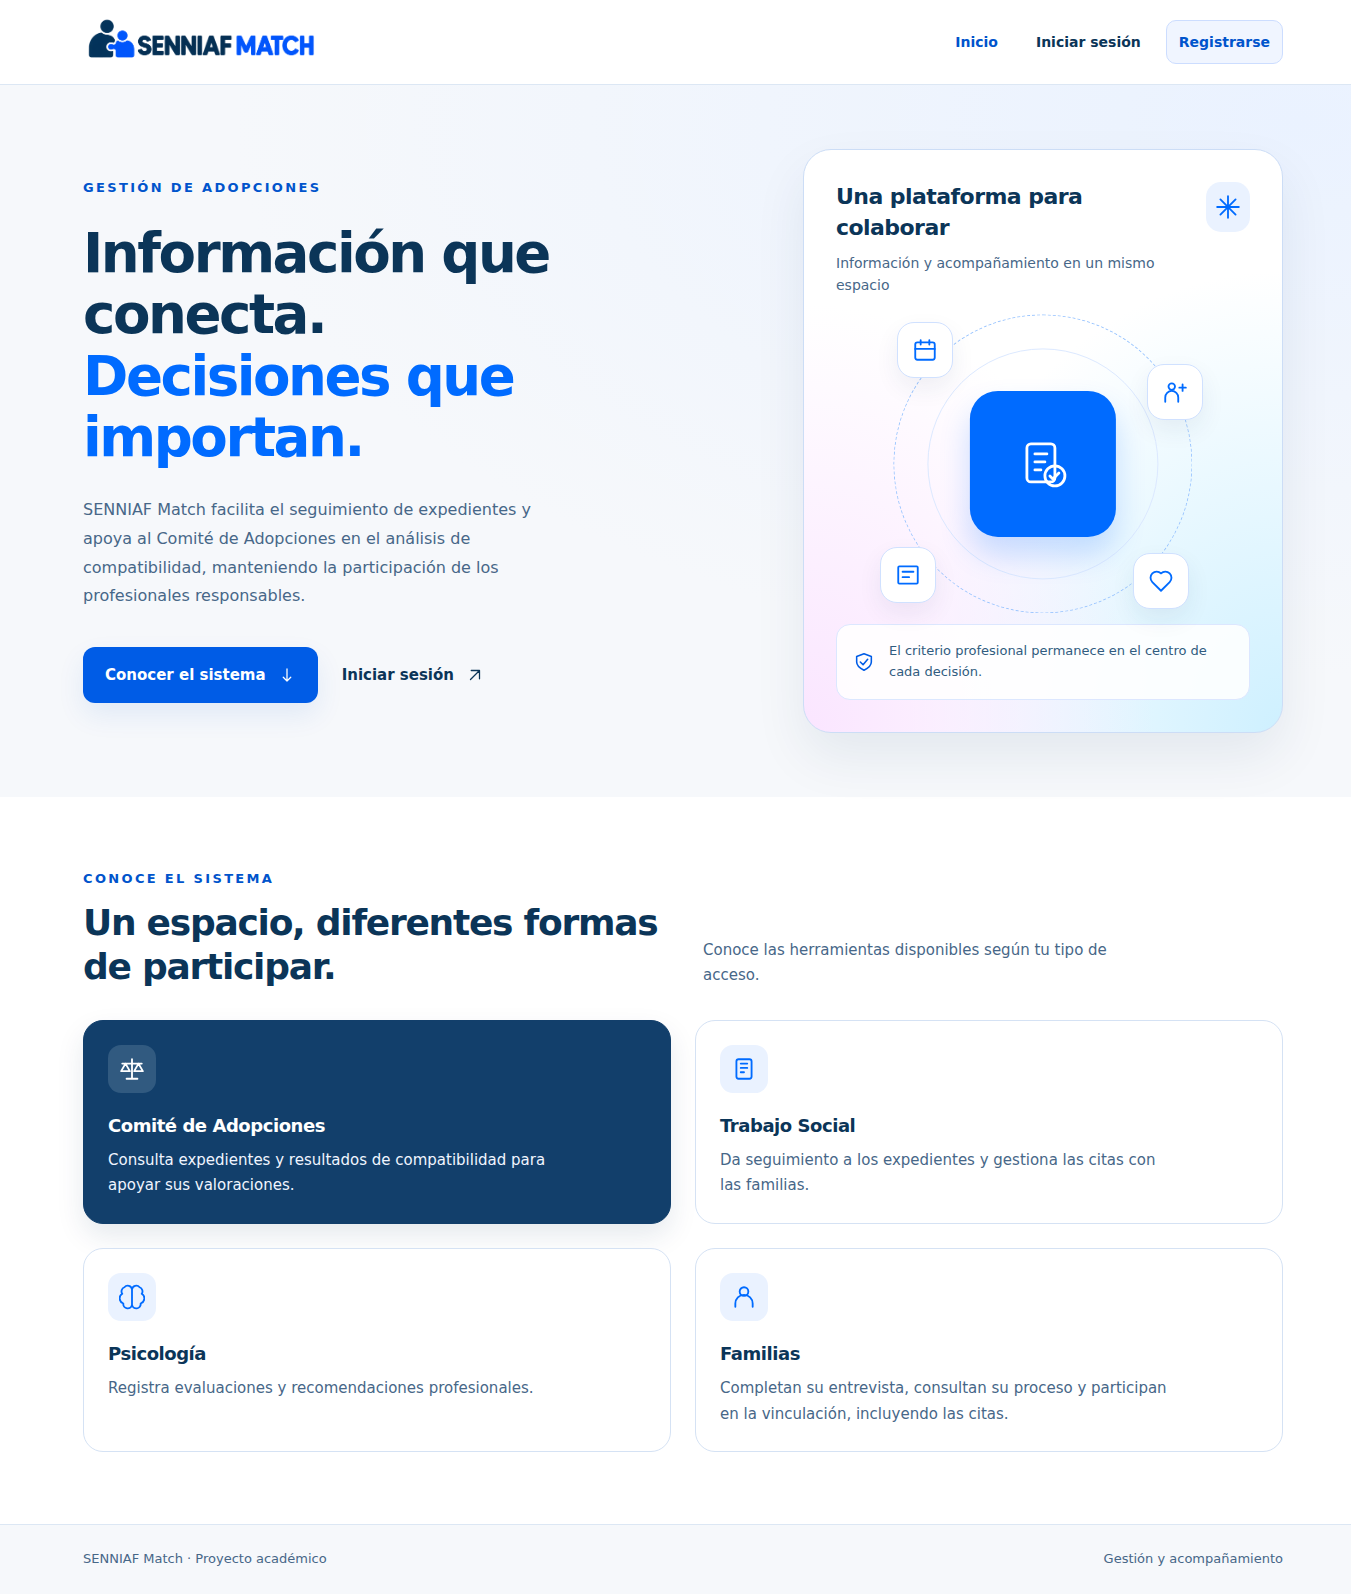 SENNIAF MATCH
Inicio
Iniciar sesión
Registrarse
GESTIÓN DE ADOPCIONES
Información que
conecta.
Decisiones que
importan.
SENNIAF Match facilita el seguimiento de expedientes y
apoya al Comité de Adopciones en el análisis de
compatibilidad, manteniendo la participación de los
profesionales responsables.
Conocer el sistema
Iniciar sesión
Una plataforma para
colaborar
Información y acompañamiento en un mismo
espacio
El criterio profesional permanece en el centro de
cada decisión.
CONOCE EL SISTEMA
Un espacio, diferentes formas
de participar.
Conoce las herramientas disponibles según tu tipo de
acceso.
Comité de Adopciones
Consulta expedientes y resultados de compatibilidad para
apoyar sus valoraciones.
Trabajo Social
Da seguimiento a los expedientes y gestiona las citas con
las familias.
Psicología
Registra evaluaciones y recomendaciones profesionales.
Familias
Completan su entrevista, consultan su proceso y participan
en la vinculación, incluyendo las citas.
SENNIAF Match · Proyecto académico
Gestión y acompañamiento